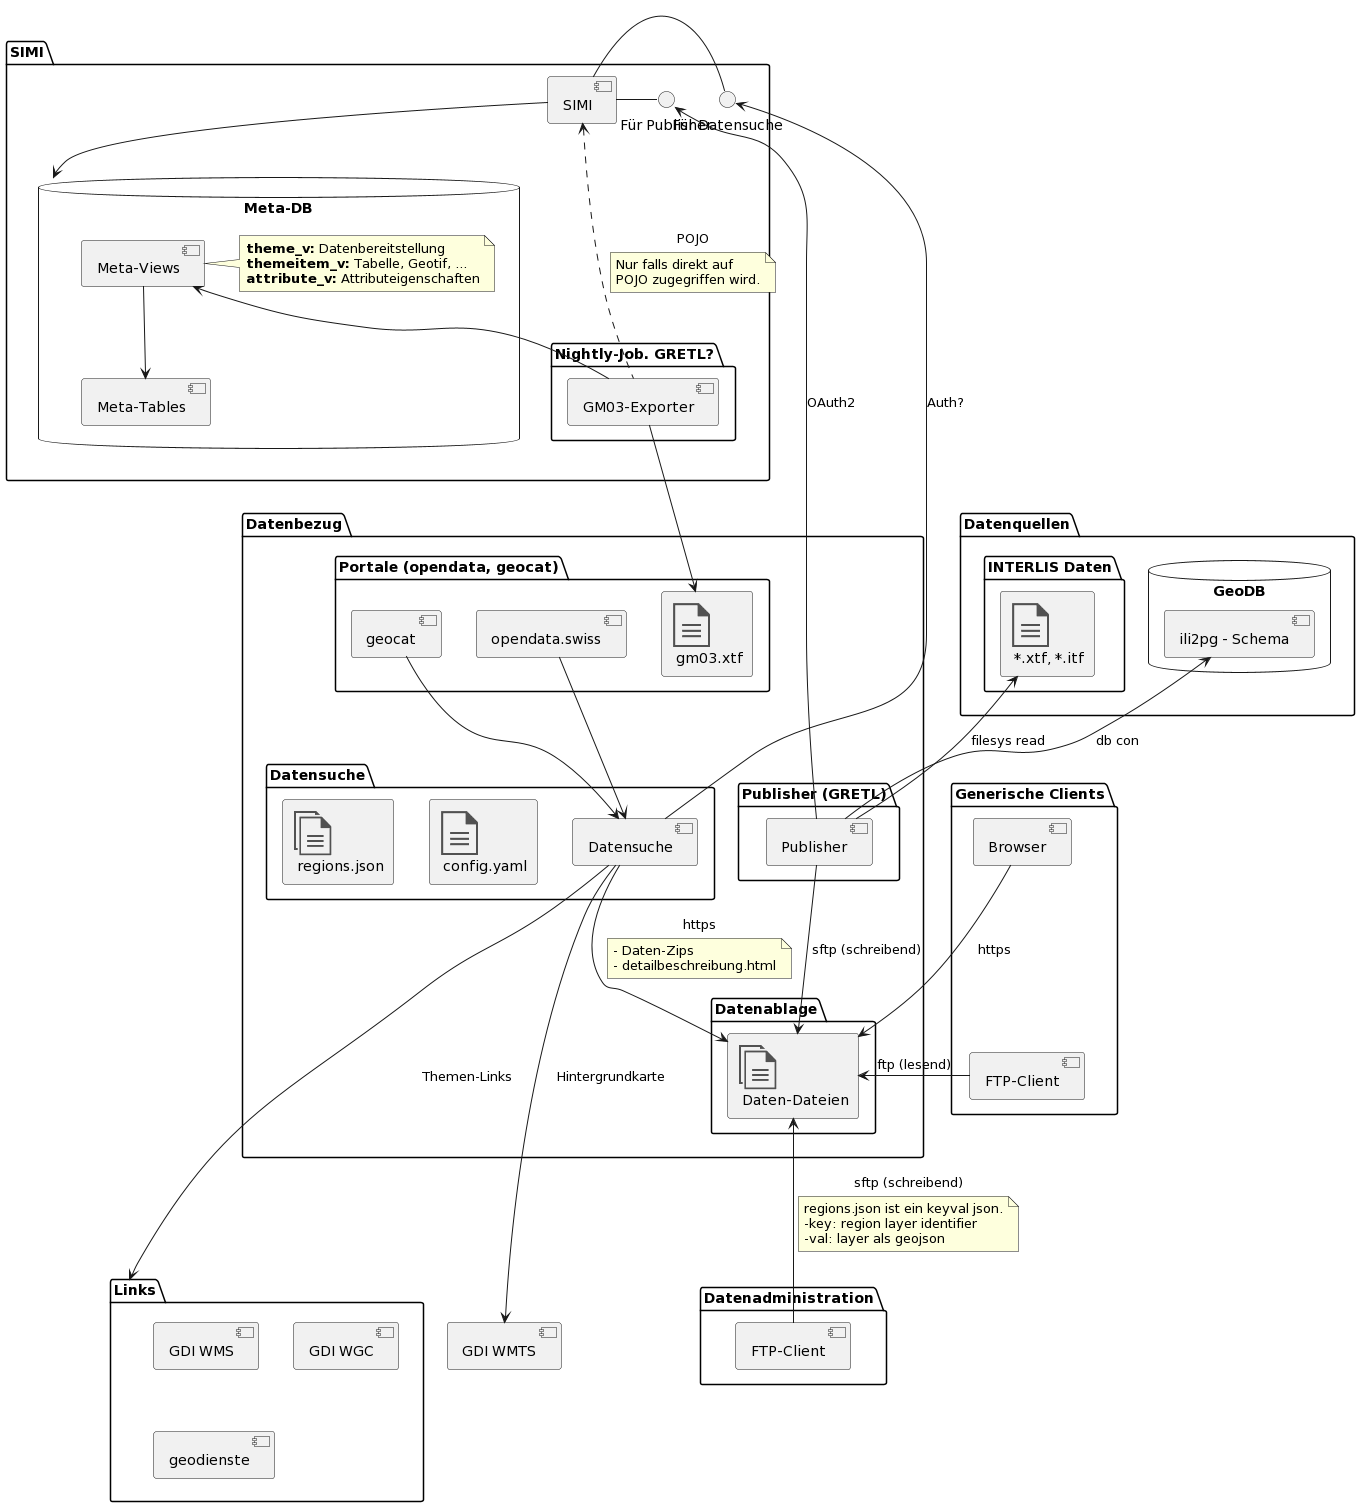 SIMI
SIMI
Für Publisher
Für Datensuche
Meta-DB
Meta-Views
theme_v: Datenbereitstellung
themeitem_v: Tabelle, Geotif, ...
attribute_v: Attributeigenschaften
POJO
Nur falls direkt auf
POJO zugegriffen wird.
Meta-Tables
Nightly-Job. GRETL?
GM03-Exporter
OAuth2
Auth?
Datenbezug
Portale (opendata, geocat)
geocat
opendata.swiss
gm03.xtf
Datenquellen
INTERLIS Daten
*.xtf, *.itf
GeoDB
ili2pg - Schema
filesys read
db con
Datensuche
regions.json
config.yaml
Datensuche
Publisher (GRETL)
Publisher
Generische Clients
Browser
https
- Daten-Zips
- detailbeschreibung.html
sftp (schreibend)
https
Datenablage
Daten-Dateien
ftp (lesend)
FTP-Client
Themen-Links
Hintergrundkarte
sftp (schreibend)
regions.json ist ein keyval json.
-key: region layer identifier
-val: layer als geojson
Links
GDI WMS
GDI WGC
geodienste
GDI WMTS
Datenadministration
FTP-Client